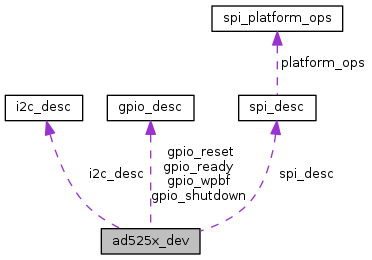 spi_platform_ops
platform_ops
i2c_desc
gpio_desc
spi_desc
gpio_reset
gpio_ready
gpio_wpbf
gpio_shutdown
i2c_desc
spi_desc
ad525x_dev